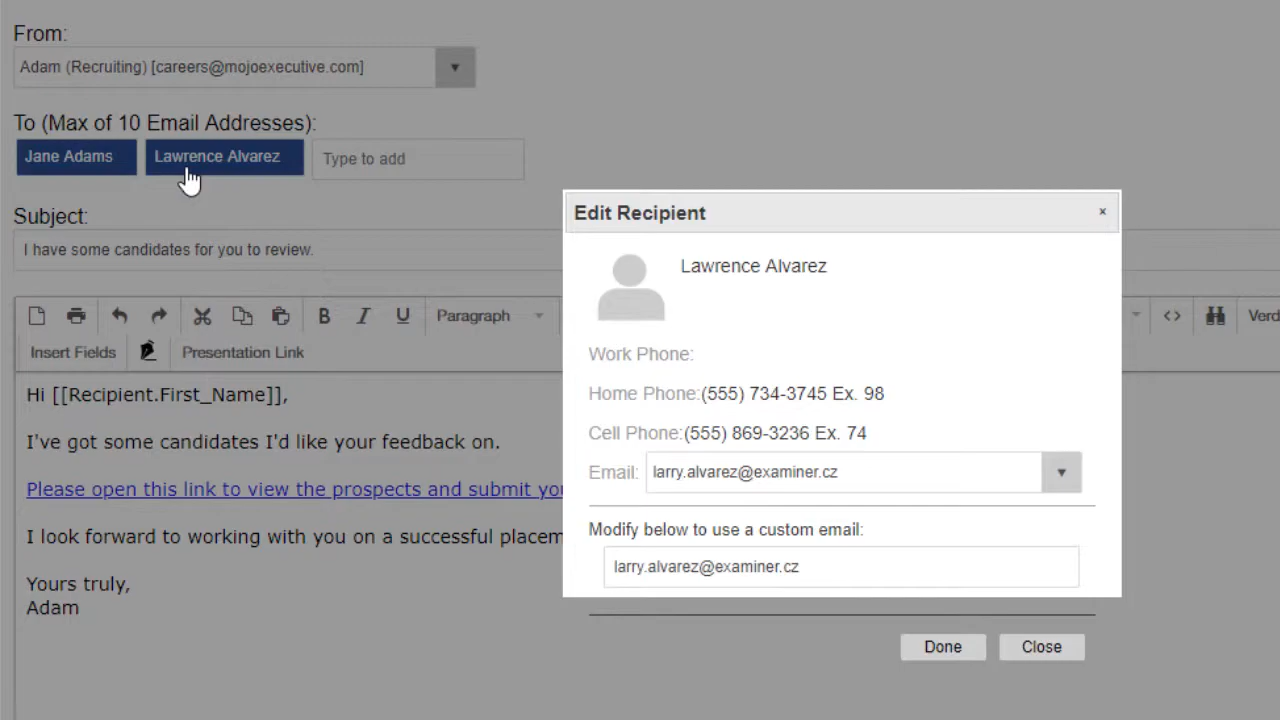 From:
Adam (Recruiting) [careers@mojoexecutive.com]
To (Max of 10 Email Addresses):
Jane Adams
Lawrence Alvarez
Type to add
Subject:
I have some candidates for you to review.
B I U Paragraph
<> Verd
Insert Fields
Presentation Link
Hi [[Recipient.First_Name]],
I've got some candidates I'd like your feedback on.
Please open this link to view the prospects and submit you
I look forward to working with you on a successful placem
Yours truly,
Adam
Edit Recipient
×
Lawrence Alvarez
Work Phone:
Home Phone:(555) 734-3745 Ex. 98
Cell Phone:(555) 869-3236 Ex. 74
Email: larry.alvarez@examiner.cz
Modify below to use a custom email:
larry.alvarez@examiner.cz
Done
Close